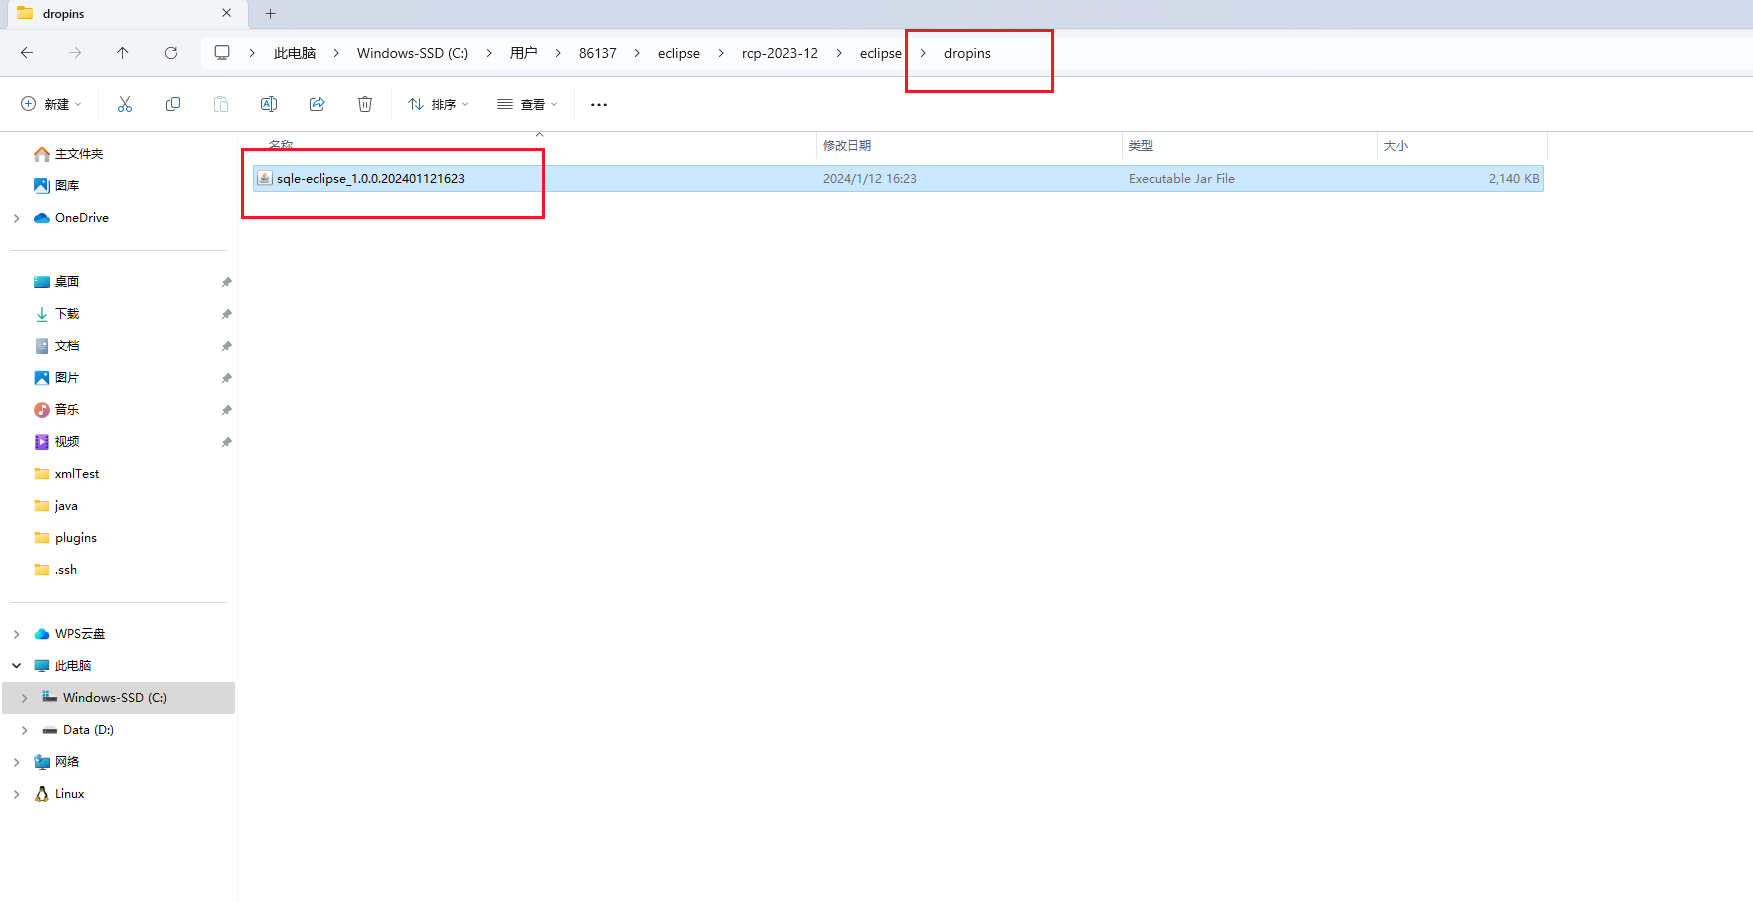 dropins
此电脑 Windows-SSD (C:) 用户 86137 eclipse rcp-2023-12 eclipse dropins
新建 排序 查看
名称 修改日期 类型 大小
sqle-eclipse_1.0.0.202401121623 2024/1/12 16:23 Executable Jar File 2,140 KB
主文件夹
图库
OneDrive
桌面
下载
文档
图片
音乐
视频
xmlTest
java
plugins
.ssh
WPS云盘
此电脑
Windows-SSD (C:)
Data (D:)
网络
Linux